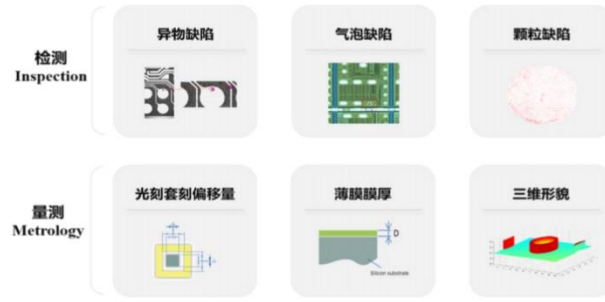 检测
Inspection
异物缺陷
气泡缺陷
颗粒缺陷
量测
Metrology
光刻套刻偏移量
薄膜膜厚
三维形貌
D
Silicon substrate